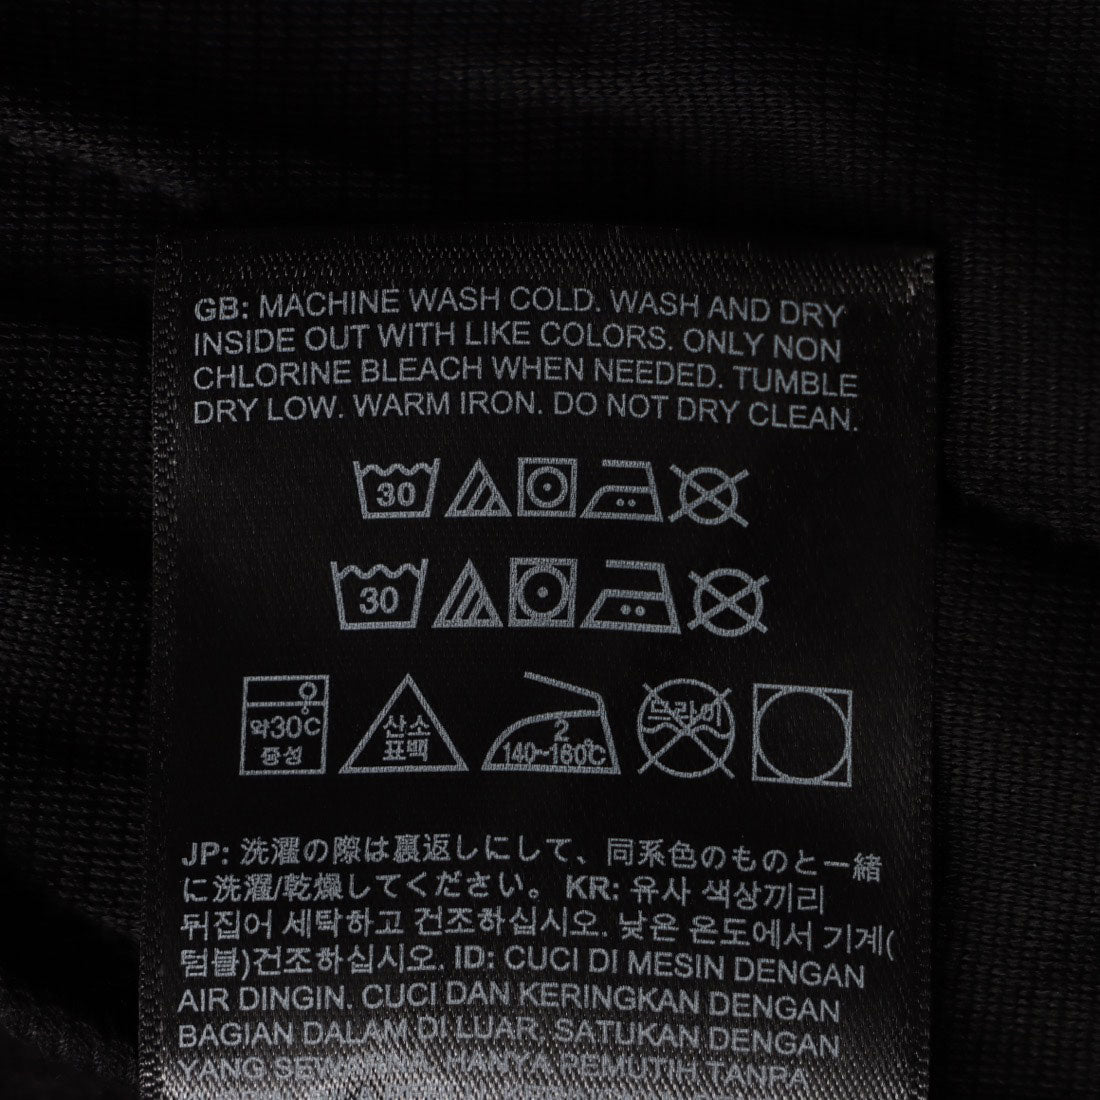 GB: MACHINE WASH COLD. WASH AND DRY
INSIDE OUT WITH LIKE COLORS. ONLY NON
CHLORINE BLEACH WHEN NEEDED. TUMBLE
DRY LOW. WARM IRON. DO NOT DRY CLEAN.
30
30
약30℃ 중성
산소 표백
2 140~160℃
드라이
JP: 洗濯の際は裏返しにして、同系色のものと一緒
に洗濯/乾燥してください。 KR: 유사 색상끼리
뒤집어 세탁하고 건조하십시오. 낮은 온도에서 기계(
텀블)건조하십시오. ID: CUCI DI MESIN DENGAN
AIR DINGIN. CUCI DAN KERINGKAN DENGAN
BAGIAN DALAM DI LUAR. SATUKAN DENGAN
YANG HANYA PEMUTIH TANPA